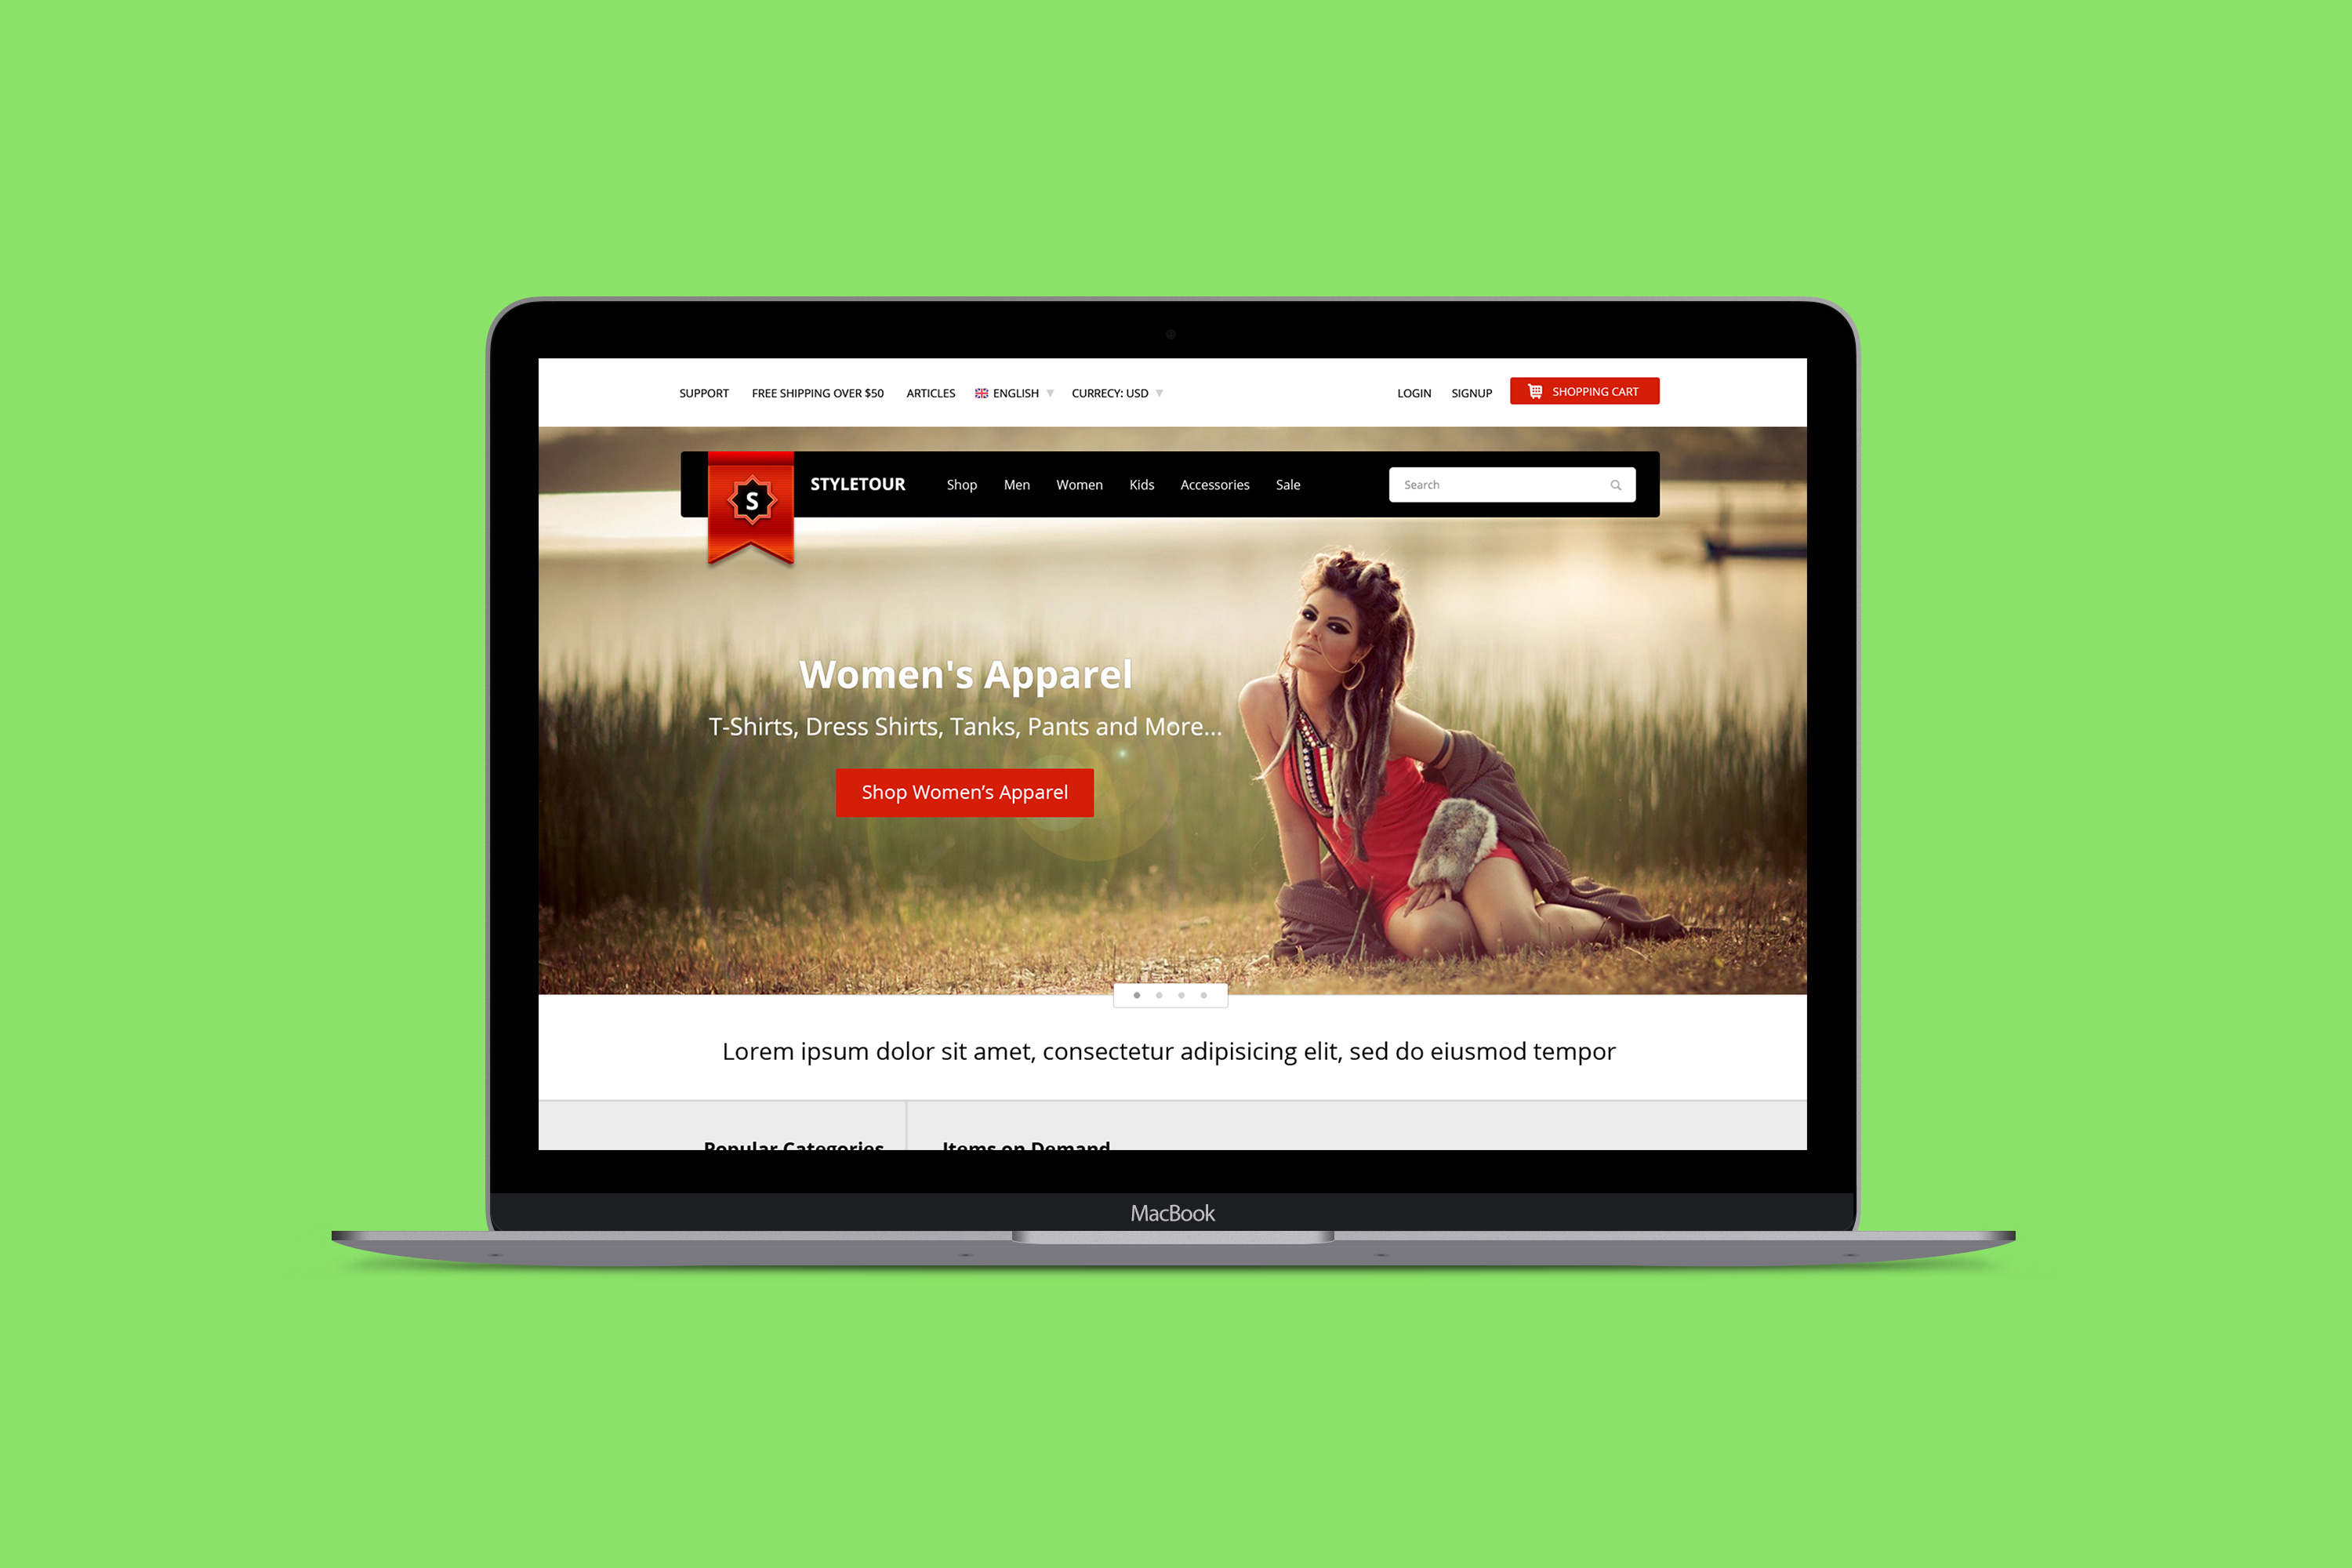 SUPPORT FREE SHIPPING OVER $50 ARTICLES ENGLISH CURRECY: USD LOGIN SIGNUP SHOPPING CART
S STYLETOUR Shop Men Women Kids Accessories Sale Search
Women's Apparel
T-Shirts, Dress Shirts, Tanks, Pants and More...
Shop Women’s Apparel
Lorem ipsum dolor sit amet, consectetur adipisicing elit, sed do eiusmod tempor
Popular Categories Items on Demand
MacBook